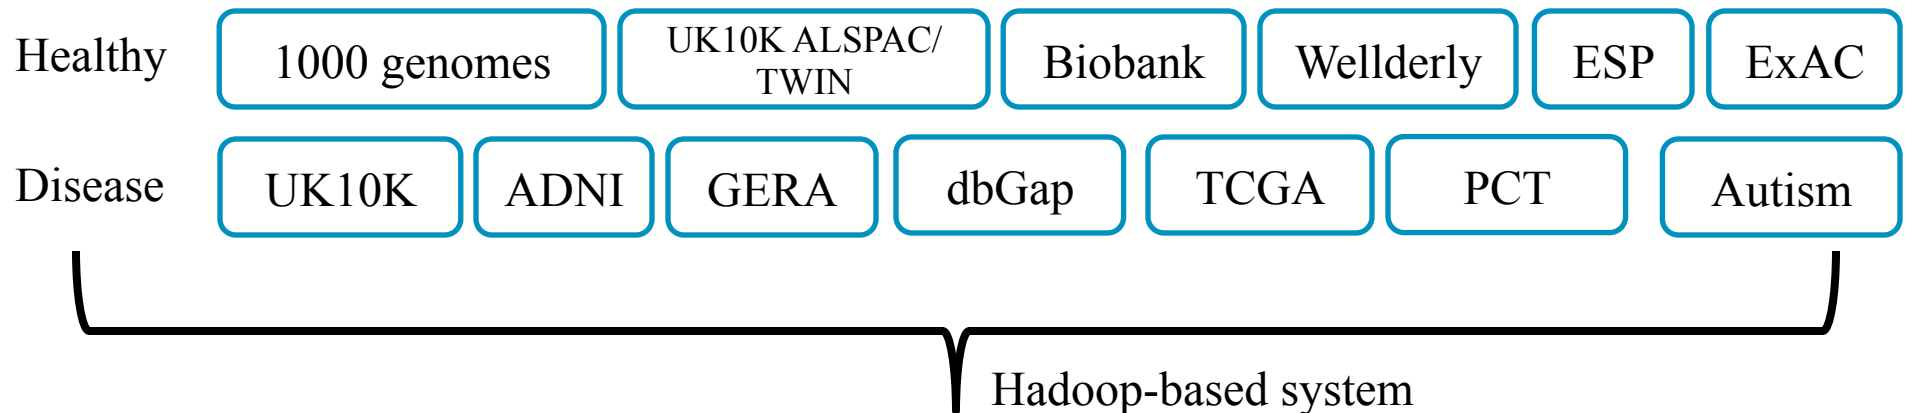 Healthy
1000 genomes
UK10K ALSPAC/
TWIN
Biobank
Wellderly
ESP
ExAC
Disease
UK10K
ADNI
GERA
dbGap
TCGA
PCT
Autism
Hadoop-based system